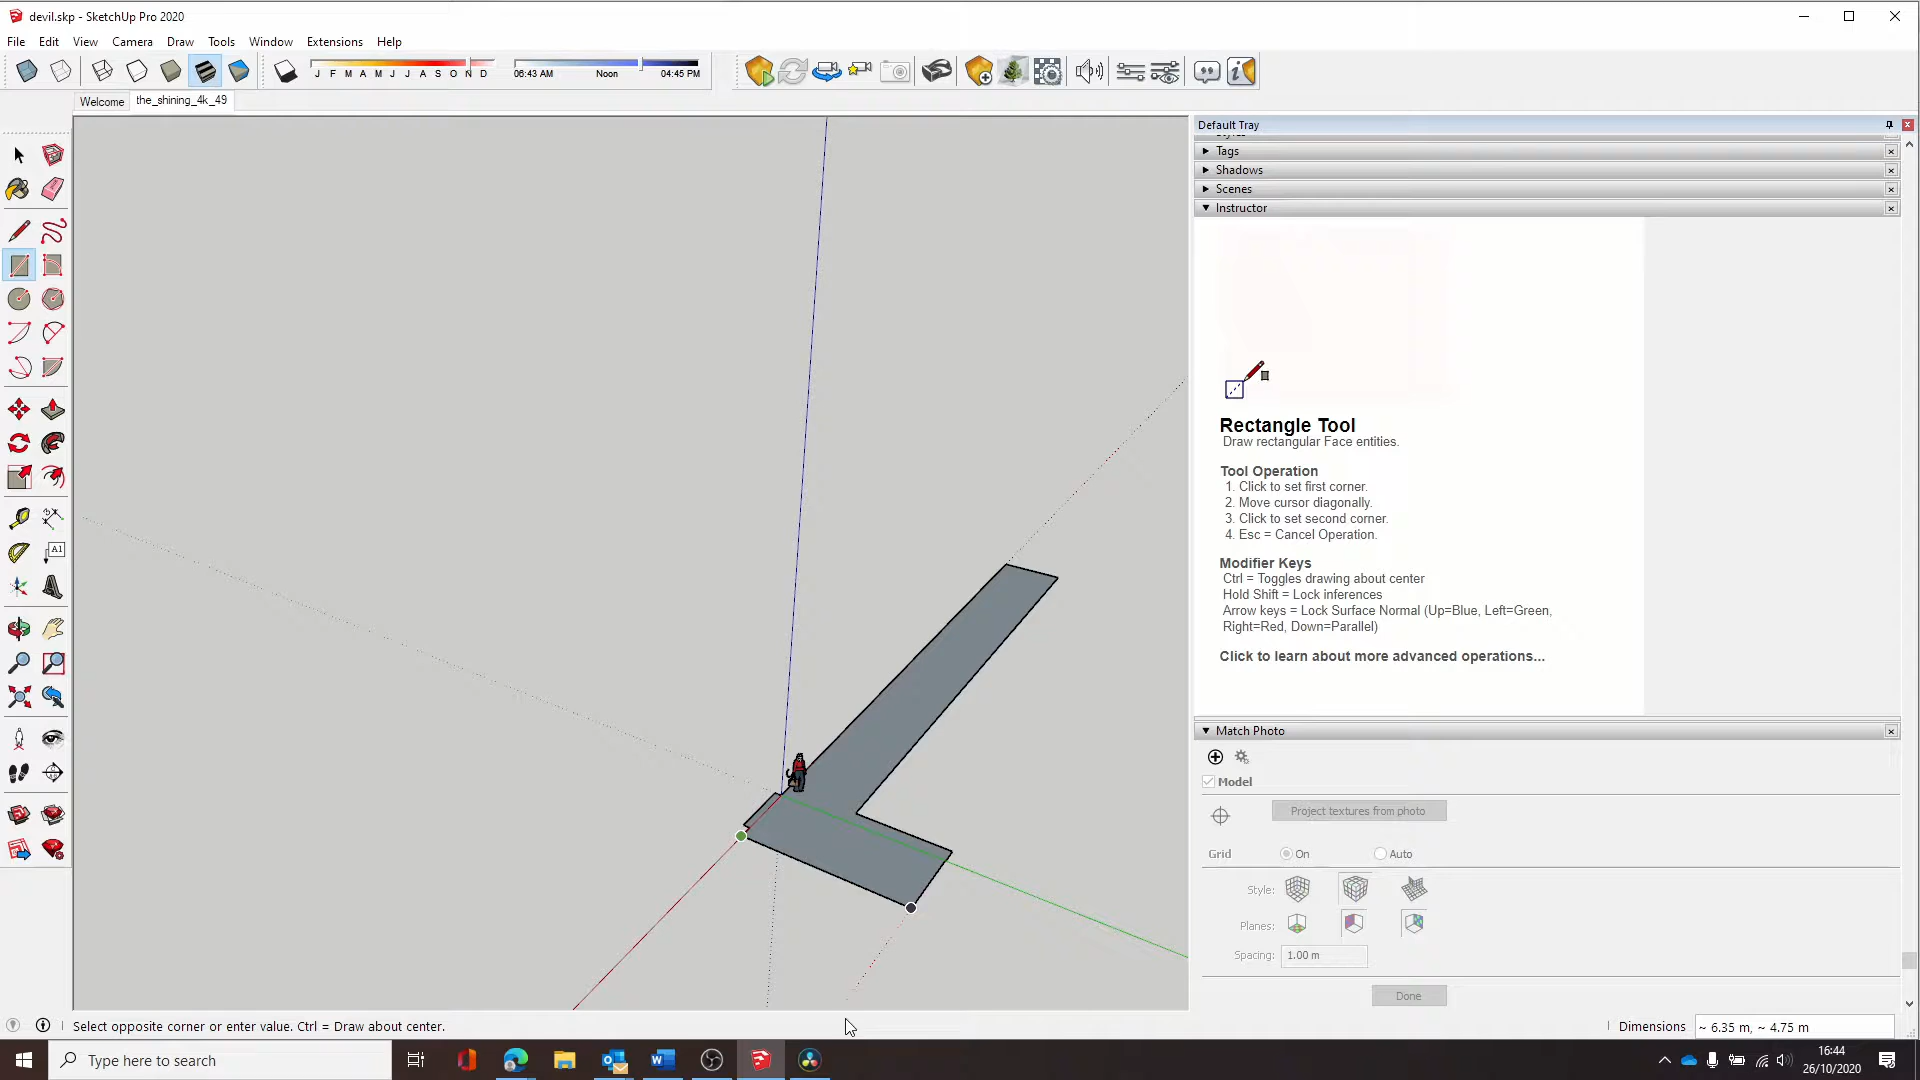 devil.skp - SketchUp Pro 2020
File Edit View Camera Draw Tools Window Extensions Help
J F M A M J J A S O N D 06:43 AM Noon 04:45 PM
Welcome the_shining_4k_49
Default Tray
Tags
Shadows
Scenes
Instructor
A1
Rectangle Tool
Draw rectangular Face entities.
Tool Operation
1. Click to set first corner.
2. Move cursor diagonally.
3. Click to set second corner.
4. Esc = Cancel Operation.
Modifier Keys
Ctrl = Toggles drawing about center
Hold Shift = Lock inferences
Arrow keys = Lock Surface Normal (Up=Blue, Left=Green,
Right=Red, Down=Parallel)
Click to learn about more advanced operations...
Match Photo
Model
Project textures from photo
Grid On Auto
Style:
Planes:
Spacing: 1.00 m
Done
Select opposite corner or enter value. Ctrl = Draw about center.
Dimensions ~ 6.35 m, ~ 4.75 m
Type here to search
16:44
26/10/2020